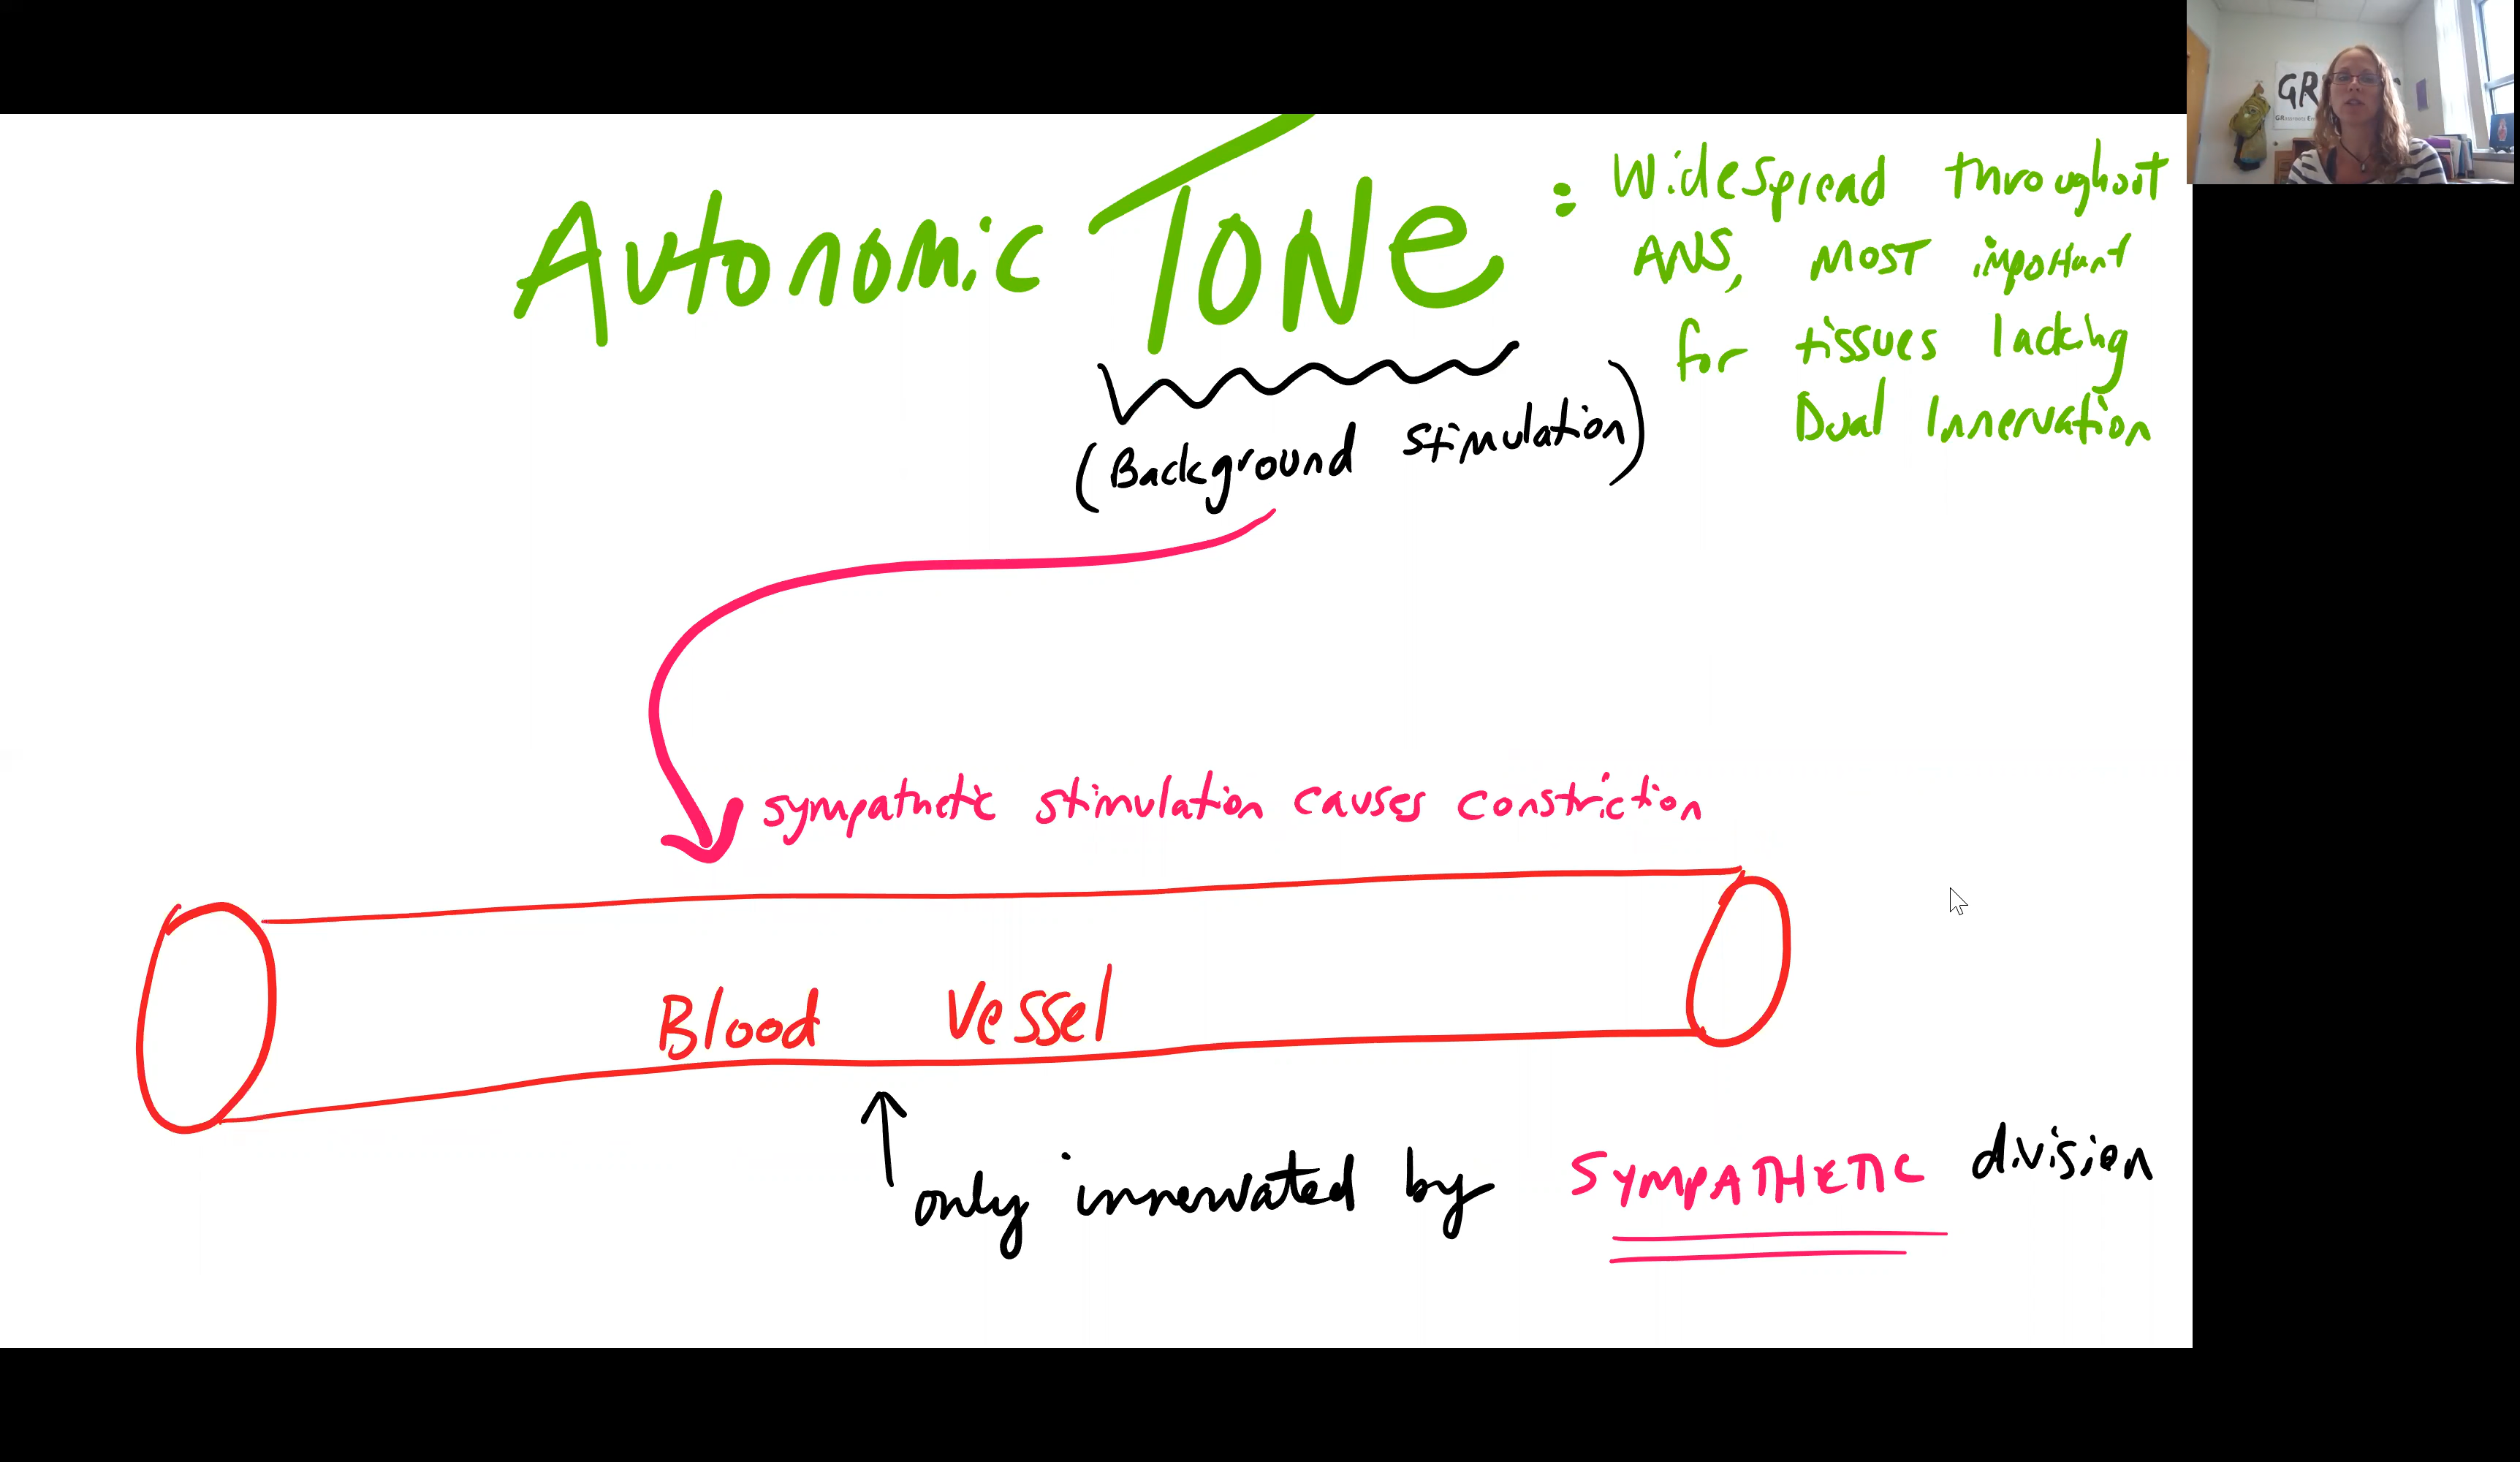 Autonomic Tone :
Widespread throughout
ANS, most important
for tissues lacking
Dual Innervation
(Background stimulation)
sympathetic stimulation causes constriction
Blood Vessel
only innervated by SYMPATHETIC division
GR